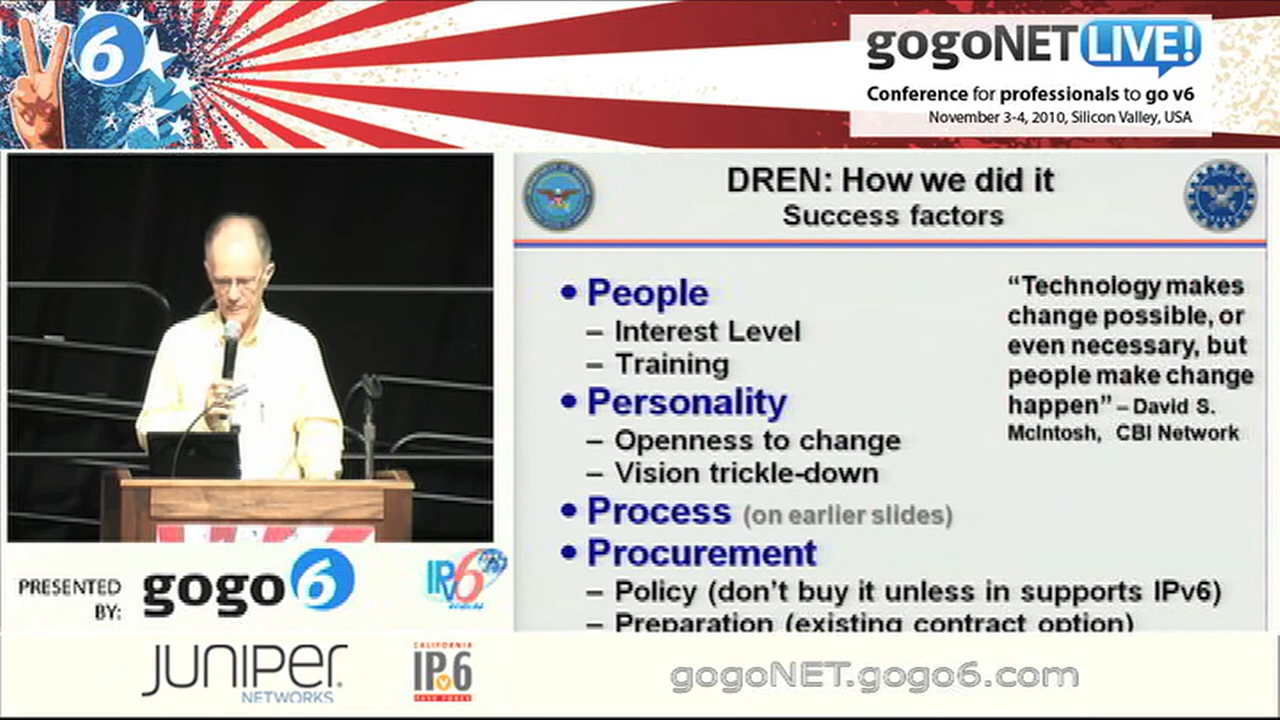 6
gogoNET LIVE!
Conference for professionals to go v6
November 3-4, 2010, Silicon Valley, USA
DREN: How we did it
Success factors
• People
– Interest Level
– Training
• Personality
– Openness to change
– Vision trickle-down
• Process (on earlier slides)
• Procurement
– Policy (don't buy it unless in supports IPv6)
– Preparation (existing contract option)
“Technology makes
change possible, or
even necessary, but
people make change
happen” – David S.
McIntosh, CBI Network
PRESENTED
BY:
gogo6
IPv6
JUNIPER
NETWORKS
CALIFORNIA
IPv6
TASK FORCE
gogoNET.gogo6.com